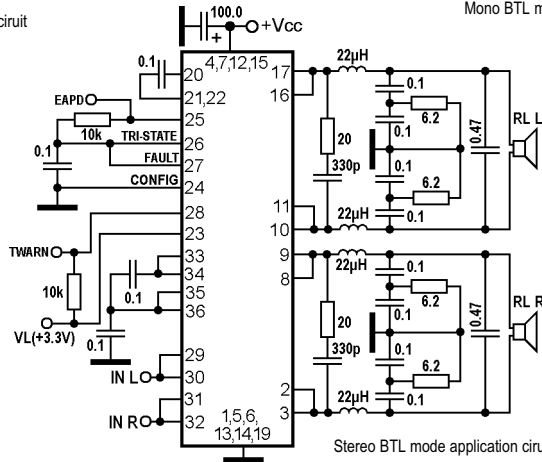 ciruit
Mono BTL m
100.0
+
+Vcc
4,7,12,15
0.1
20
21,22
EAPD
25
10k
TRI-STATE
26
0.1
FAULT
27
CONFIG
24
28
23
TWARN
33
34
0.1
10k
35
36
VL(+3.3V)
0.1
29
IN L
30
31
IN R
32
1,5,6,
13,14,19
17
16
22µH
0.1
6.2
0.1
RL L
0.47
20
330p
0.1
6.2
0.1
11
10
22µH
9
8
22µH
0.1
6.2
0.1
RL R
0.47
20
330p
0.1
6.2
0.1
2
3
22µH
Stereo BTL mode application ciru